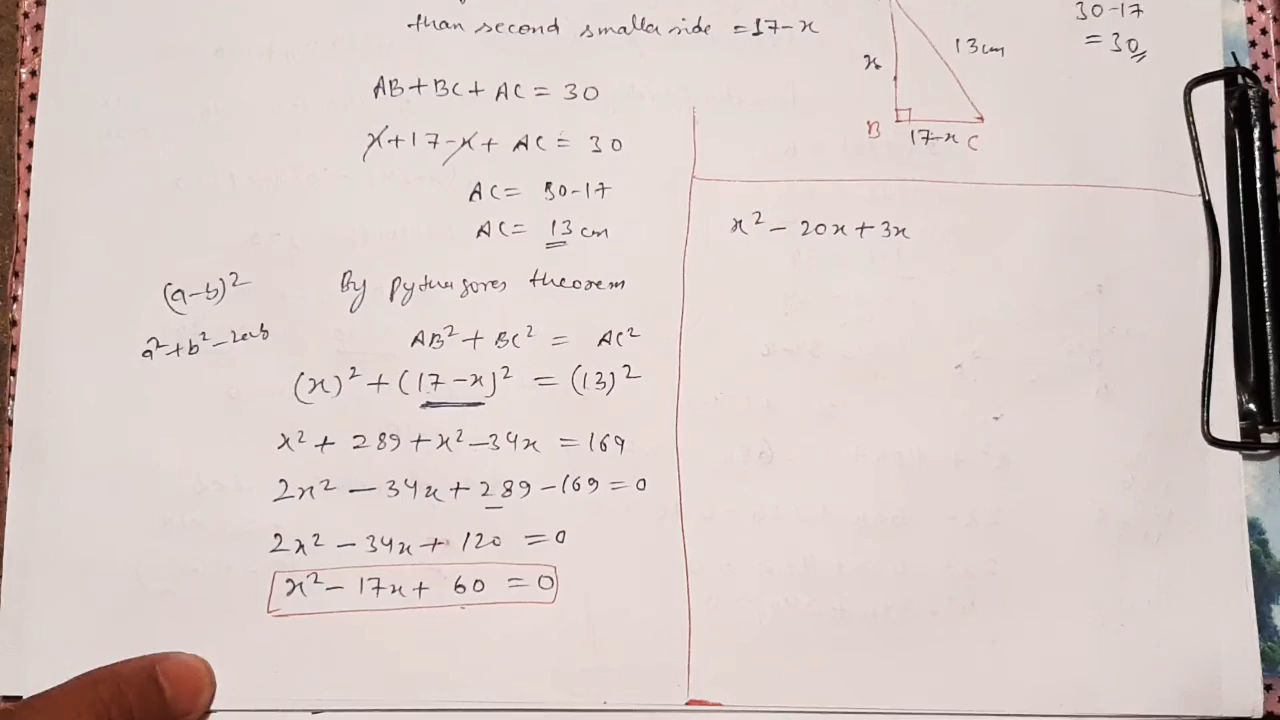 than second smaller side = 17-x
AB+BC+AC = 30
x+17-x+ AC = 30
AC= 30-17
AC= 13 cm
(a-b)²
a²+b²-2ab
By pythagores theorem
AB²+BC² = AC²
(x)²+(17-x)² = (13)²
x²+ 289+x²-34x = 169
2x² - 34x+289-169=0
2x² - 34x+ 120 =0
x²- 17x+ 60 =0
30-17
=30
x
13cm
B
17-x
C
x²- 20x+3x